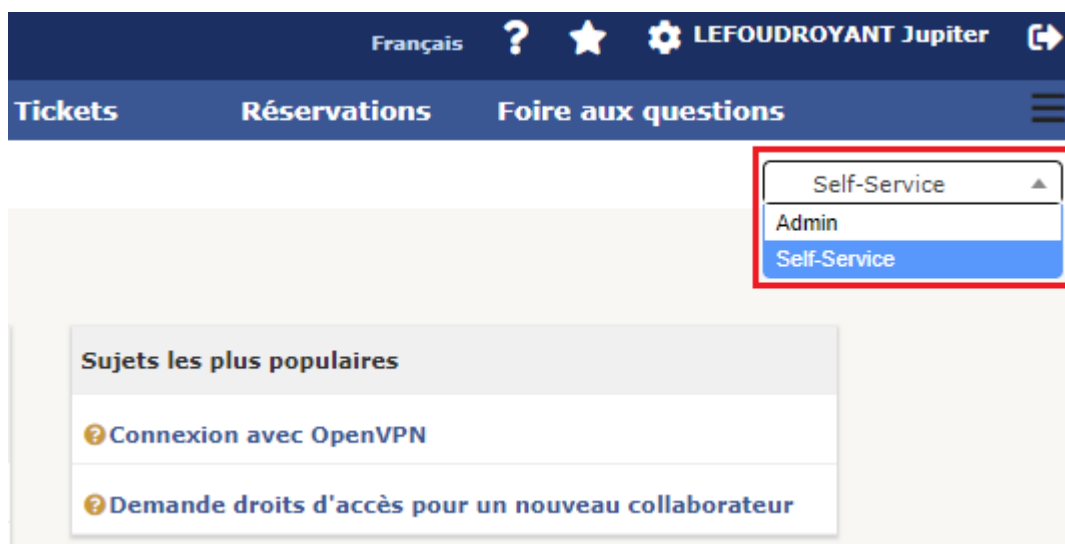 Français ? LEFOUDROYANT Jupiter
Tickets Réservations Foire aux questions
Self-Service
Admin
Self-Service
Sujets les plus populaires
? Connexion avec OpenVPN
? Demande droits d'accès pour un nouveau collaborateur